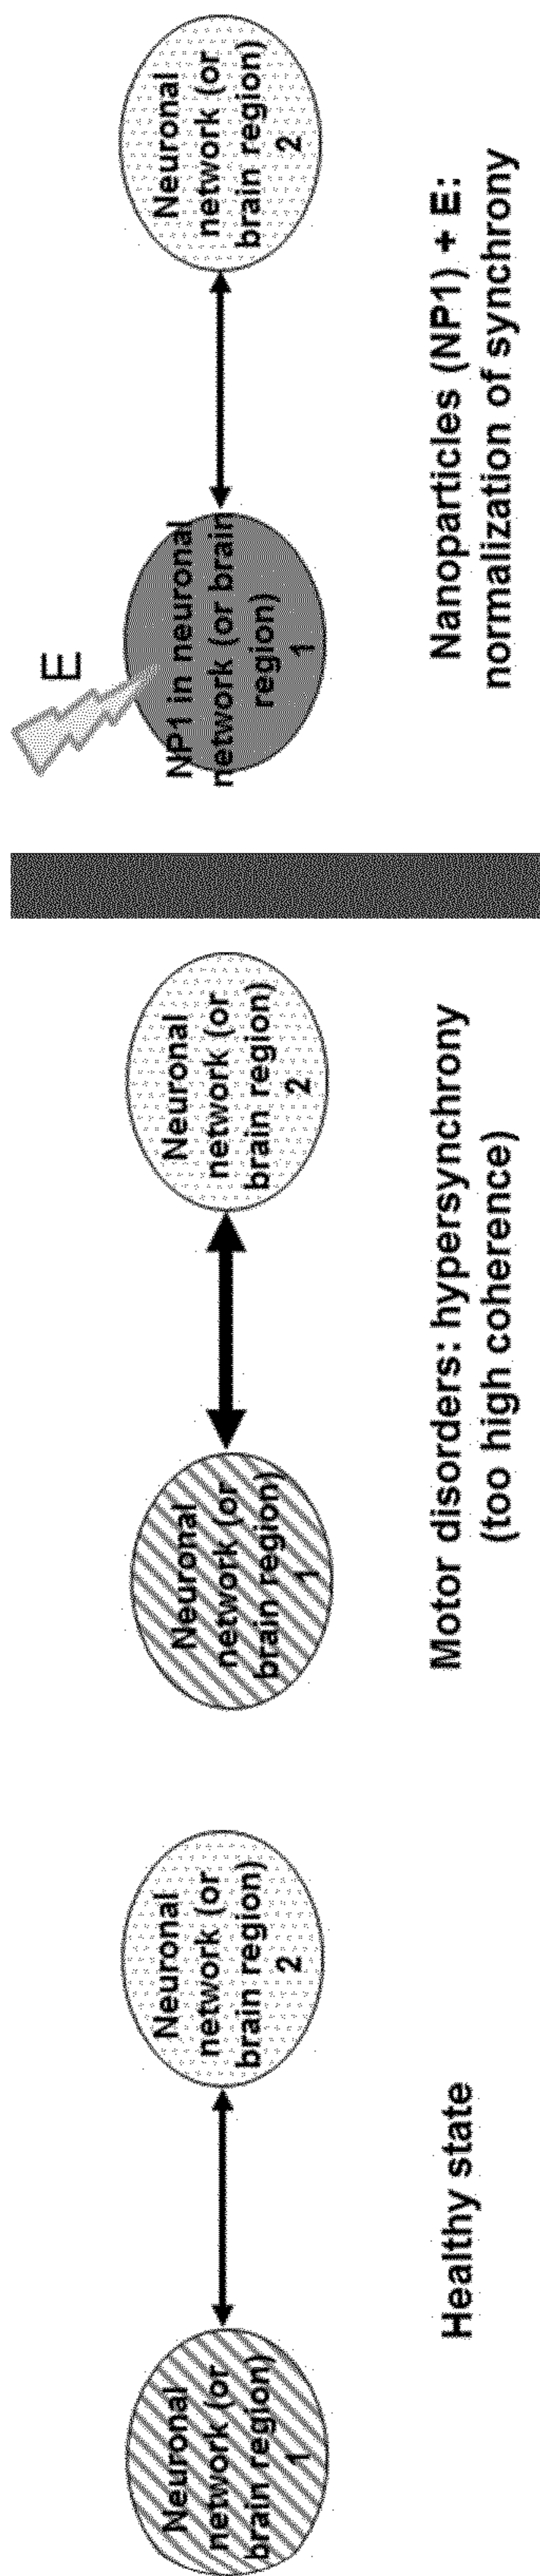 Neuronal
network (or
brain region)
1
Neuronal
network (or
brain region)
2
Healthy state
Neuronal
network (or
brain region)
1
Neuronal
network (or
brain region)
2
Motor disorders: hypersynchrony
(too high coherence)
E
NP1 in neuronal
network (or brain
region)
1
Neuronal
network (or
brain region)
2
Nanoparticles (NP1) + E:
normalization of synchrony